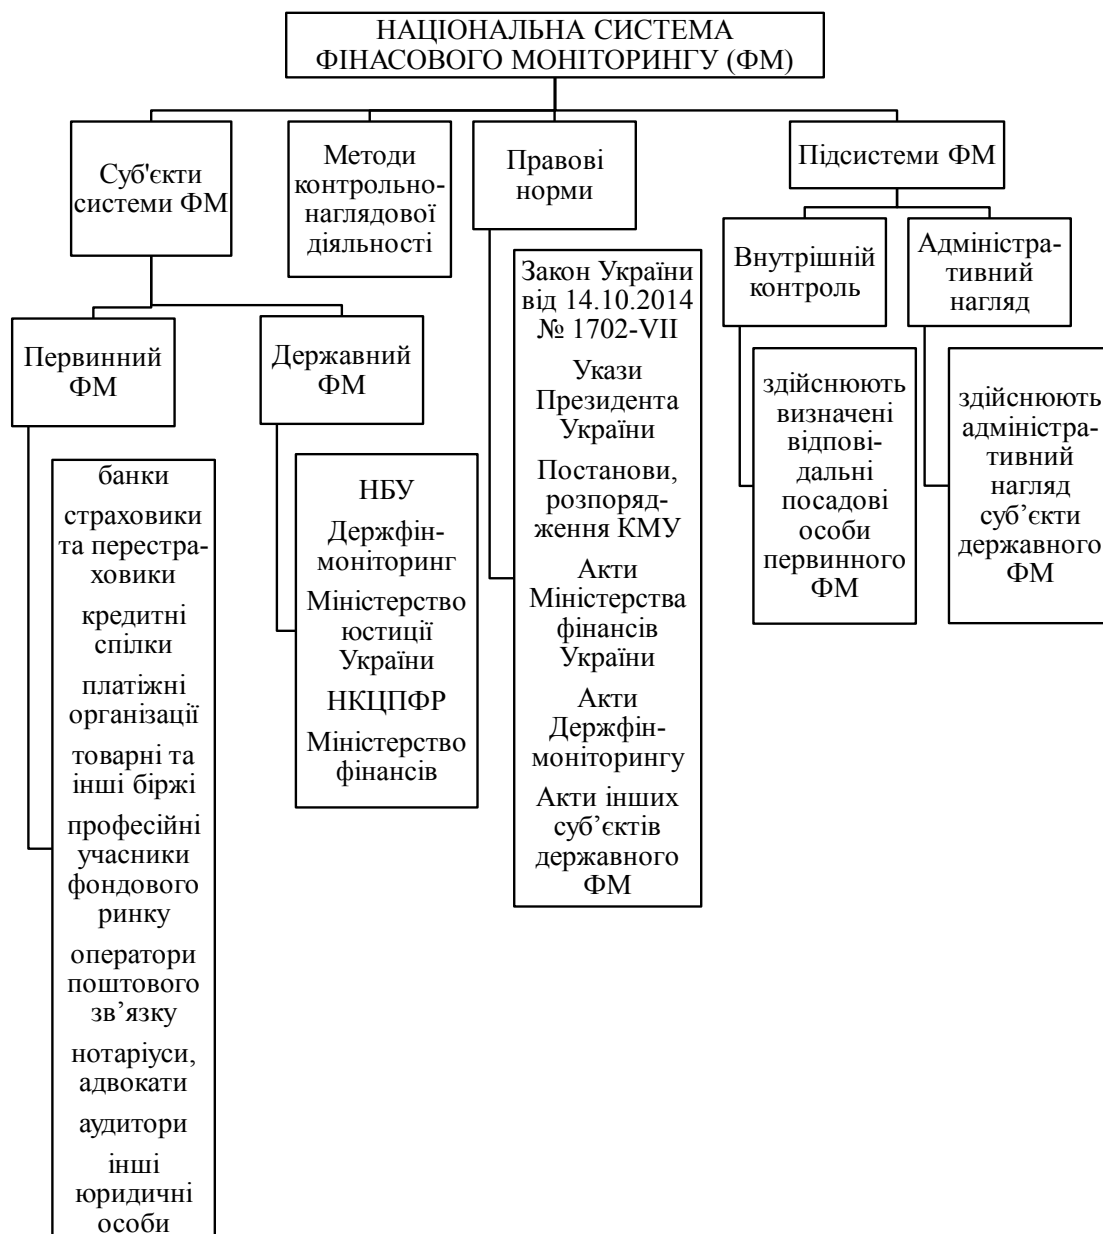 НАЦІОНАЛЬНА СИСТЕМА
ФІНАСОВОГО МОНІТОРИНГУ (ФМ)
Суб'єкти
системи ФМ
Методи
контрольно-
наглядової
діяльності
Правові
норми
Підсистеми ФМ
Первинний
ФМ
Державний
ФМ
Внутрішній
контроль
Адміністра-
тивний
нагляд
банки
страховики
та перестра-
ховики
кредитні
спілки
платіжні
організації
товарні та
інші біржі
професійні
учасники
фондового
ринку
оператори
поштового
зв’язку
нотаріуси,
адвокати
аудитори
інші
юридичні
особи
НБУ
Держфін-
моніторинг
Міністерство
юстиції
України
НКЦПФР
Міністерство
фінансів
Закон України
від 14.10.2014
№ 1702-VII
Укази
Президента
України
Постанови,
розпоряд-
ження КМУ
Акти
Міністерства
фінансів
України
Акти
Держфін-
моніторингу
Акти інших
суб’єктів
державного
ФМ
здійснюють
визначені
відпові-
дальні
посадові
особи
первинного
ФМ
здійснюють
адміністра-
тивний
нагляд
суб’єкти
державного
ФМ